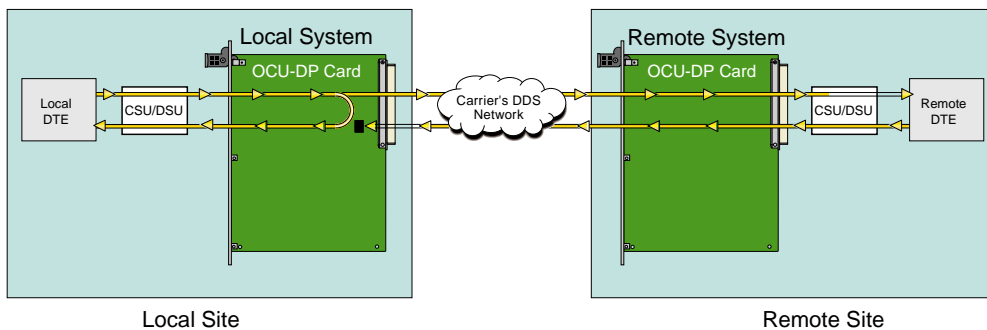 Local System
Remote System
OCU-DP Card
OCU-DP Card
Local
DTE
CSU/DSU
Carrier's DDS
Network
CSU/DSU
Remote
DTE
Local Site
Remote Site